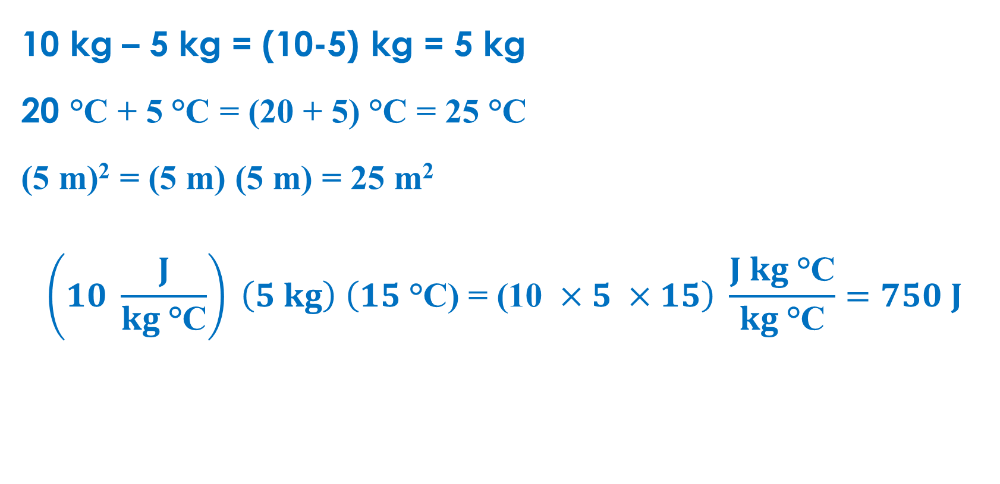 10 kg – 5 kg = (10-5) kg = 5 kg
20 °C + 5 °C = (20 + 5) °C = 25 °C
(5 m)² = (5 m) (5 m) = 25 m²
(10 J/kg °C) (5 kg) (15 °C) = (10 × 5 × 15) J kg °C/kg °C = 750 J